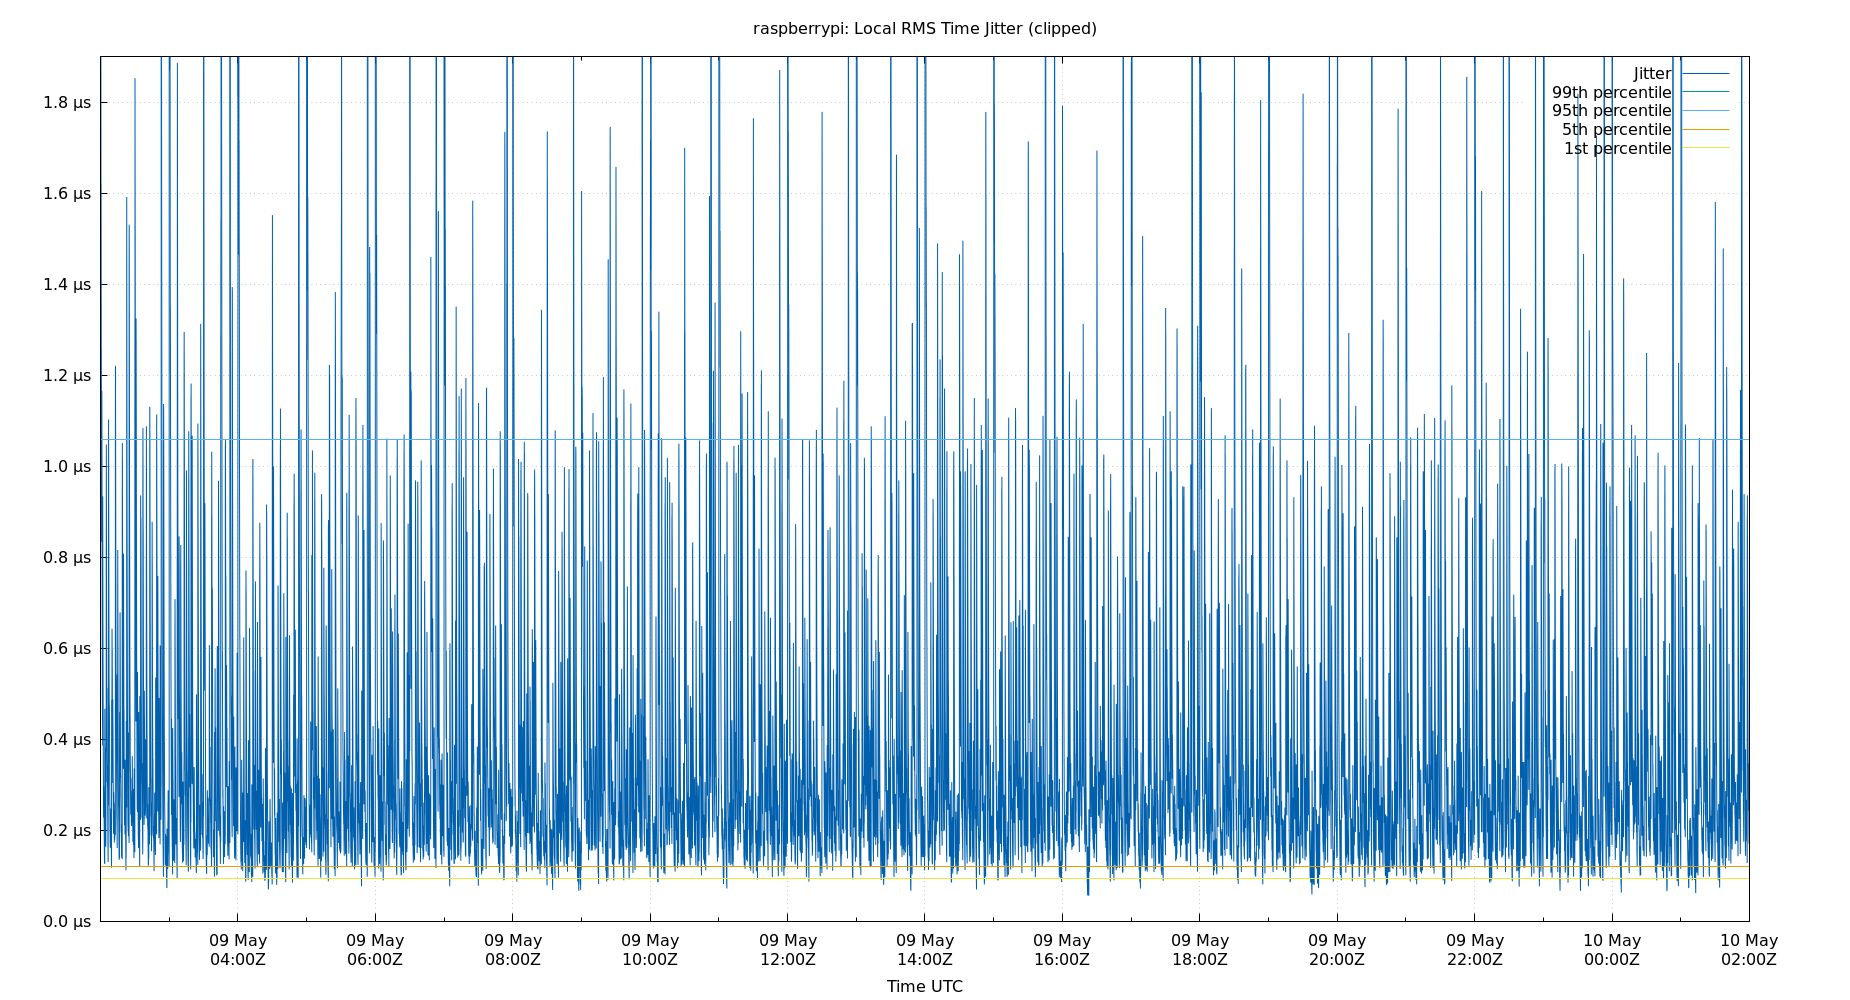 raspberrypi: Local RMS Time Jitter (clipped)
Jitter
99th percentile
95th percentile
5th percentile
1st percentile
1.8 µs
1.6 µs
1.4 µs
1.2 µs
1.0 µs
0.8 µs
0.6 µs
0.4 µs
0.2 µs
0.0 µs
09 May 09 May 09 May 09 May 09 May 09 May 09 May 09 May 09 May 09 May 10 May 10 May
04:00Z 06:00Z 08:00Z 10:00Z 12:00Z 14:00Z 16:00Z 18:00Z 20:00Z 22:00Z 00:00Z 02:00Z
Time UTC